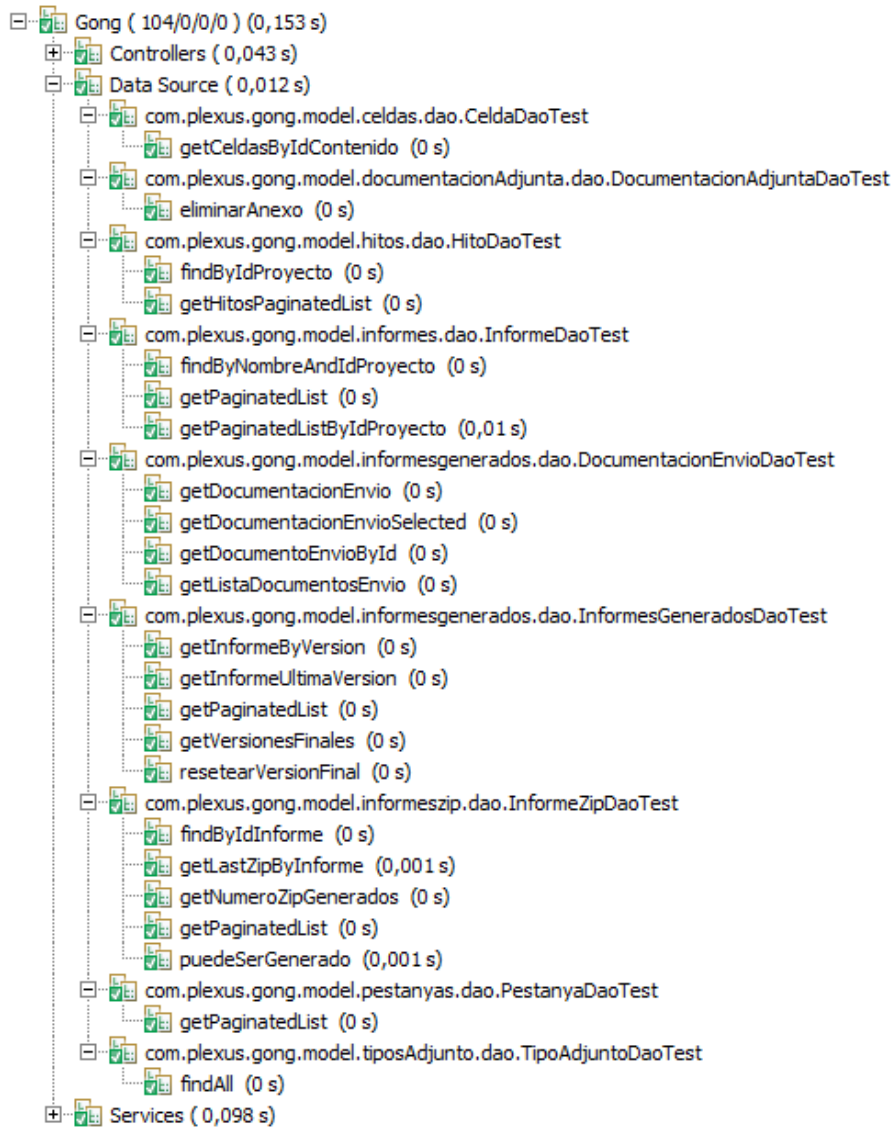 Gong ( 104/0/0/0 ) (0,153 s)
Controllers ( 0,043 s)
Data Source ( 0,012 s)
com.plexus.gong.model.celdas.dao.CeldaDaoTest
getCeldasByIdContenido (0 s)
com.plexus.gong.model.documentacionAdjunta.dao.DocumentacionAdjuntaDaoTest
eliminarAnexo (0 s)
com.plexus.gong.model.hitos.dao.HitoDaoTest
findByIdProyecto (0 s)
getHitosPaginatedList (0 s)
com.plexus.gong.model.informes.dao.InformeDaoTest
findByNombreAndIdProyecto (0 s)
getPaginatedList (0 s)
getPaginatedListByIdProyecto (0,01 s)
com.plexus.gong.model.informesgenerados.dao.DocumentacionEnvioDaoTest
getDocumentacionEnvio (0 s)
getDocumentacionEnvioSelected (0 s)
getDocumentoEnvioById (0 s)
getListaDocumentosEnvio (0 s)
com.plexus.gong.model.informesgenerados.dao.InformesGeneradosDaoTest
getInformeByVersion (0 s)
getInformeUltimaVersion (0 s)
getPaginatedList (0 s)
getVersionesFinales (0 s)
resetearVersionFinal (0 s)
com.plexus.gong.model.informeszip.dao.InformeZipDaoTest
findByIdInforme (0 s)
getLastZipByInforme (0,001 s)
getNumeroZipGenerados (0 s)
getPaginatedList (0 s)
puedeSerGenerado (0,001 s)
com.plexus.gong.model.pestanyas.dao.PestanyaDaoTest
getPaginatedList (0 s)
com.plexus.gong.model.tiposAdjunto.dao.TipoAdjuntoDaoTest
findAll (0 s)
Services ( 0,098 s)